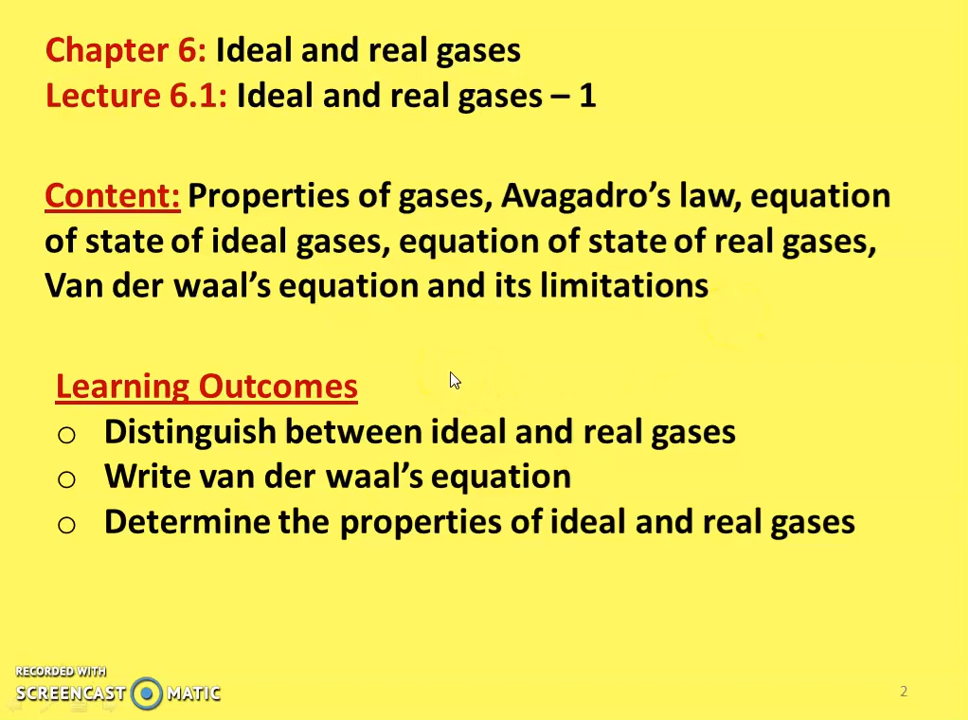 Chapter 6: Ideal and real gases
Lecture 6.1: Ideal and real gases – 1
Content: Properties of gases, Avagadro’s law, equation
of state of ideal gases, equation of state of real gases,
Van der waal’s equation and its limitations
Learning Outcomes
o Distinguish between ideal and real gases
o Write van der waal’s equation
o Determine the properties of ideal and real gases
RECORDED WITH
SCREENCAST MATIC
2